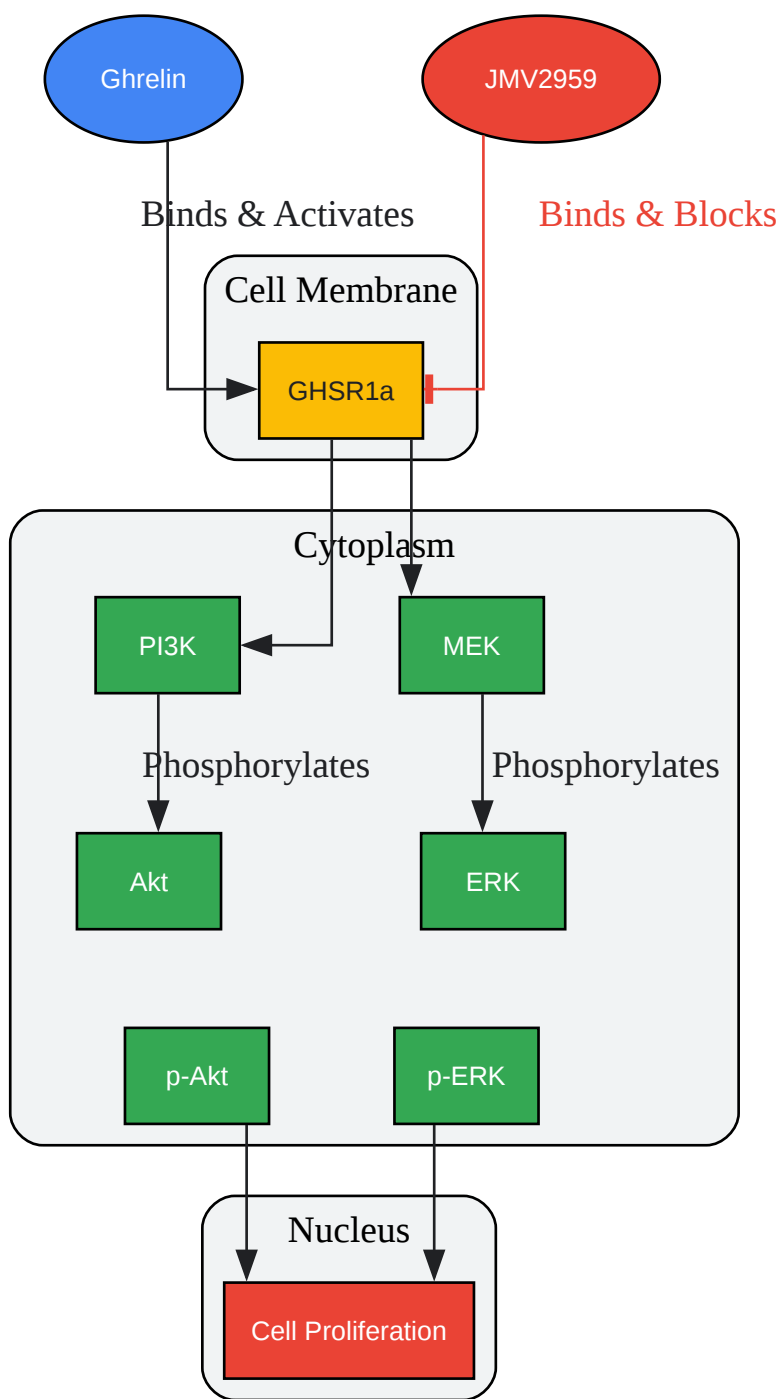 Ghrelin
JMV2959
Binds & Activates
Binds & Blocks
Cell Membrane
GHSR1a
Cytoplasm
PI3K
MEK
Phosphorylates
Phosphorylates
Akt
ERK
p-Akt
p-ERK
Nucleus
Cell Proliferation